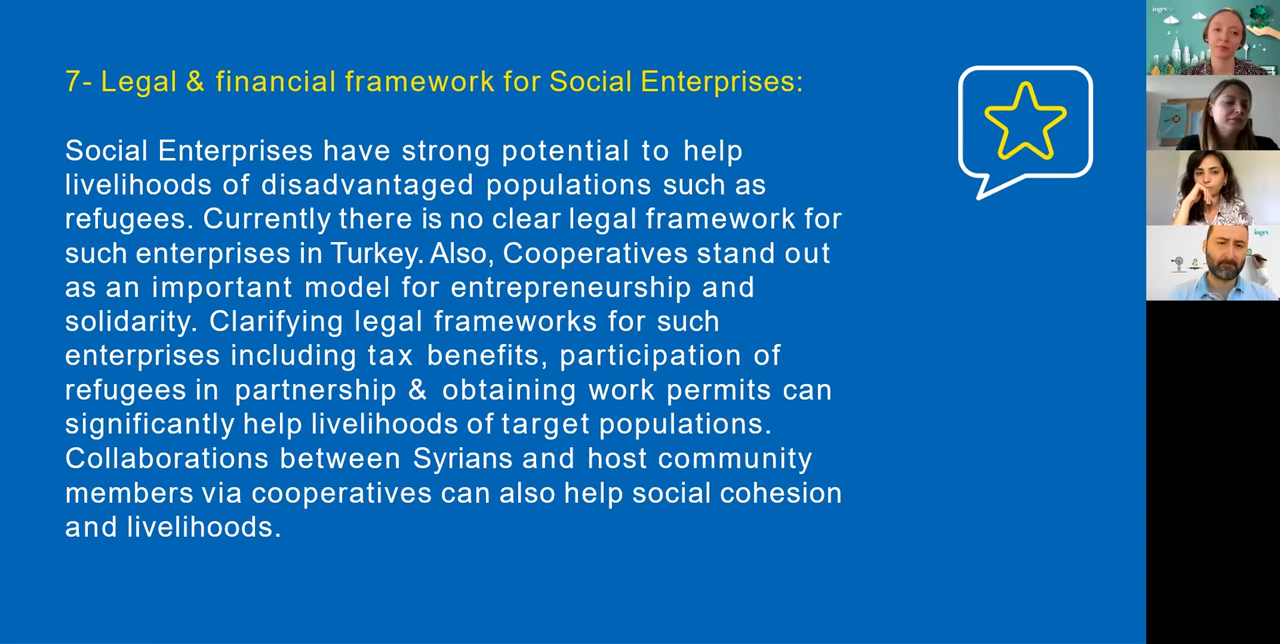 7- Legal & financial framework for Social Enterprises:
Social Enterprises have strong potential to help
livelihoods of disadvantaged populations such as
refugees. Currently there is no clear legal framework for
such enterprises in Turkey. Also, Cooperatives stand out
as an important model for entrepreneurship and
solidarity. Clarifying legal frameworks for such
enterprises including tax benefits, participation of
refugees in partnership & obtaining work permits can
significantly help livelihoods of target populations.
Collaborations between Syrians and host community
members via cooperatives can also help social cohesion
and livelihoods.
ingev
ingev